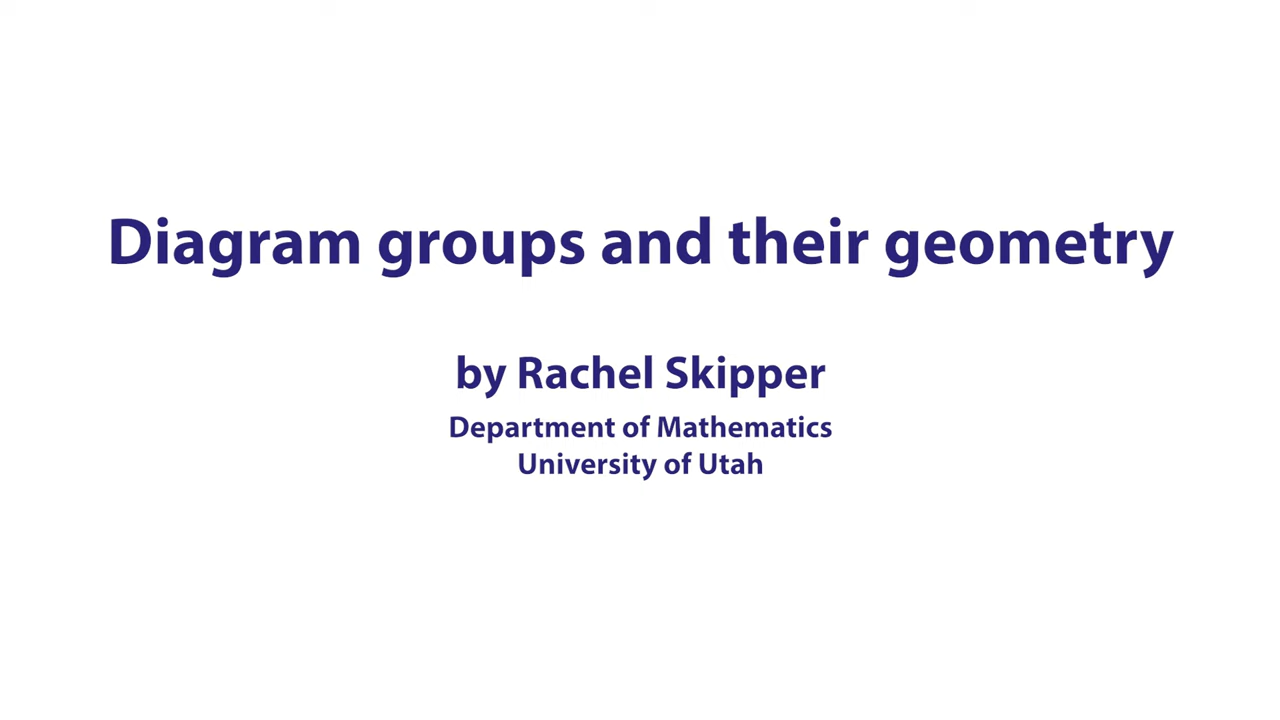 Diagram groups and their geometry
by Rachel Skipper
Department of Mathematics
University of Utah